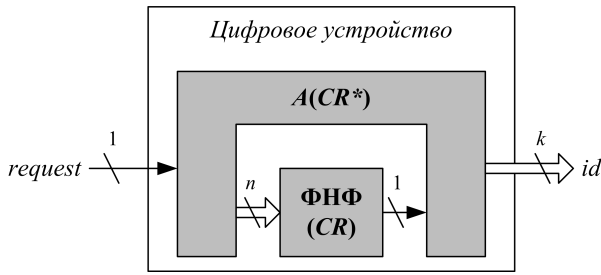 Цифровое устройство
A(CR*)
1
request
n
ФНФ
(CR)
1
k
id